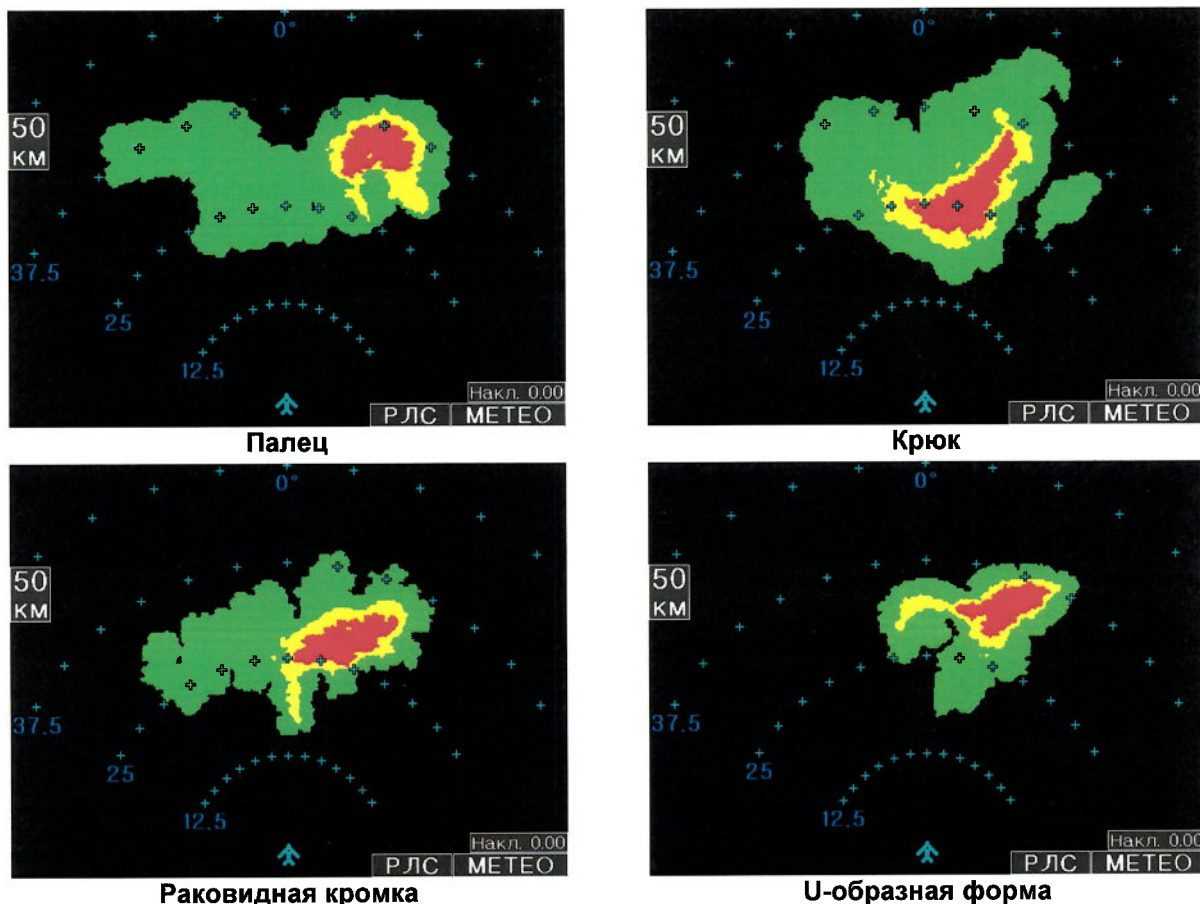 0°
50
км
37.5
25
12.5
Накл. 0.00
РЛС МЕТЕО
Палец
0°
50
км
37.5
25
12.5
Накл. 0.00
РЛС МЕТЕО
Крюк
0°
50
км
37.5
25
12.5
Накл. 0.00
РЛС МЕТЕО
Раковидная кромка
0°
50
км
37.5
25
12.5
Накл. 0.00
РЛС МЕТЕО
U-образная форма